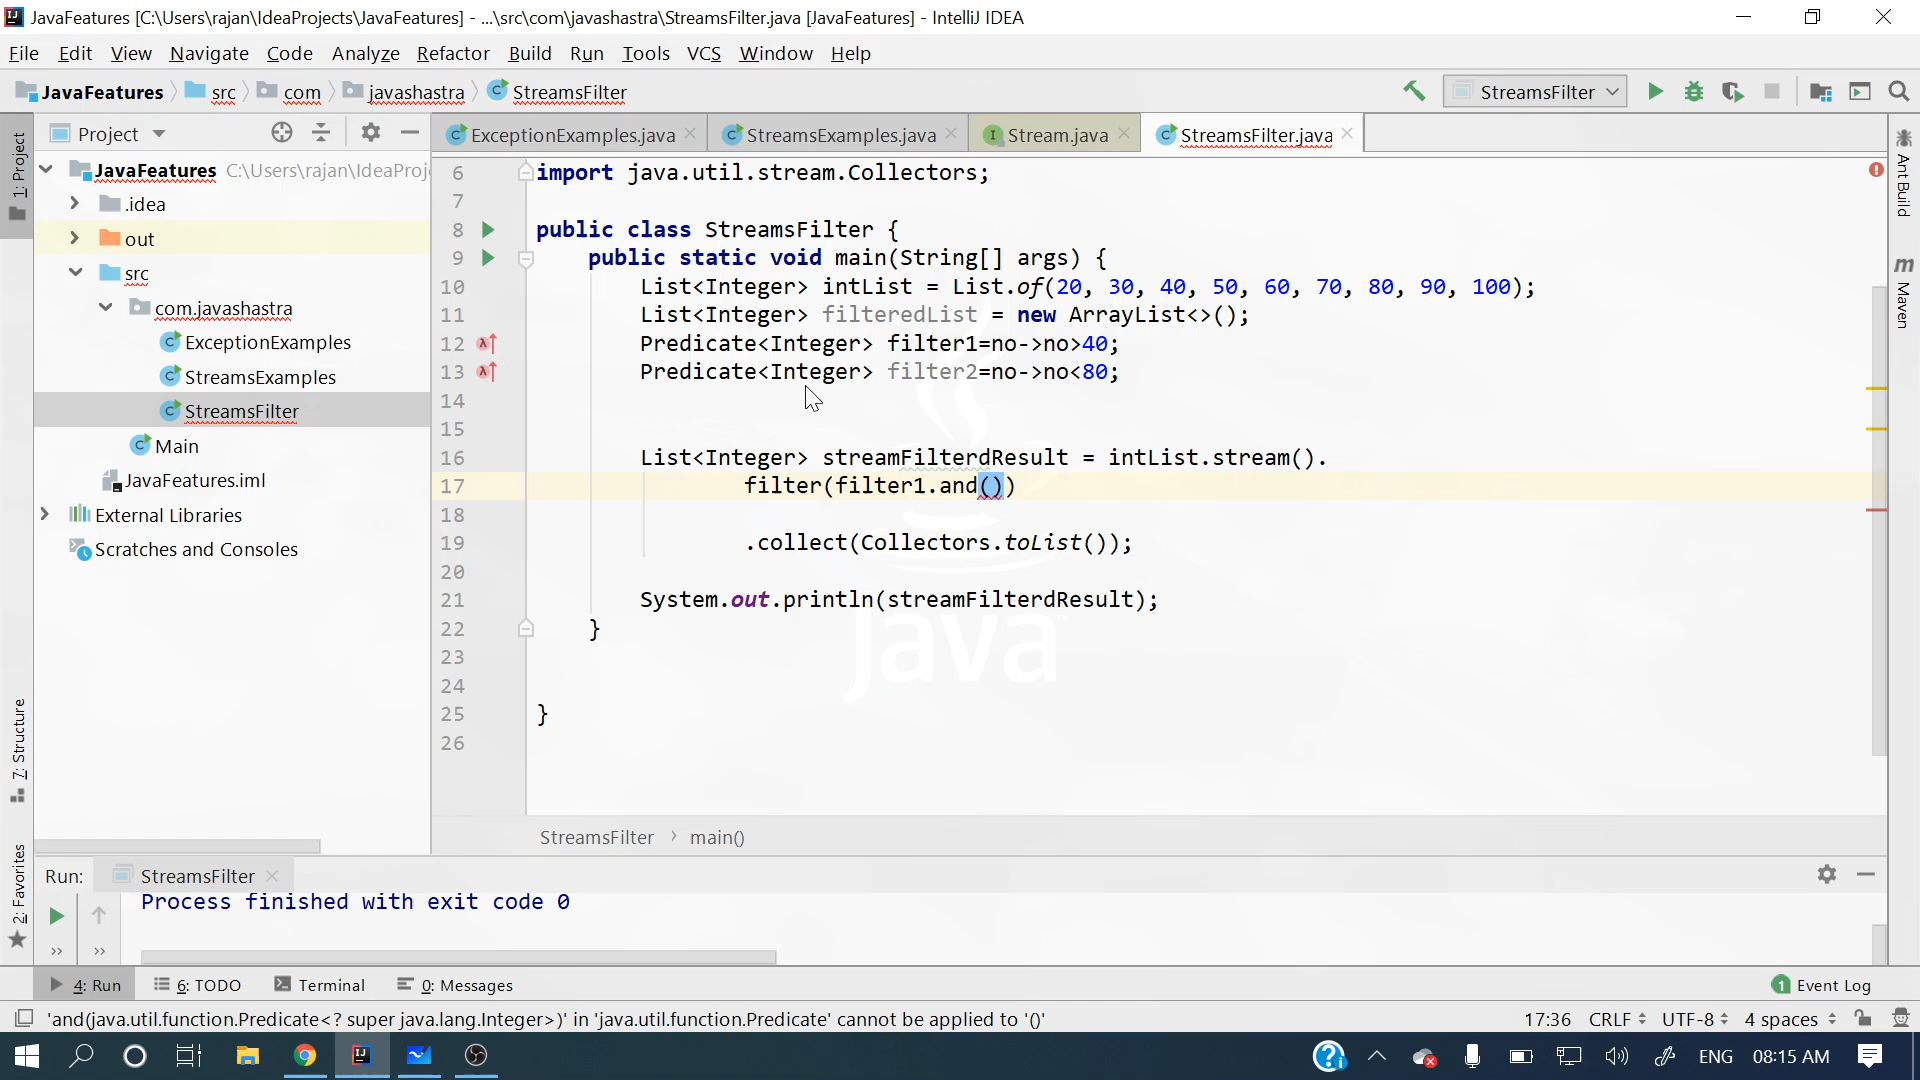 JavaFeatures [C:\Users\rajan\IdeaProjects\JavaFeatures] - ...\src\com\javashastra\StreamsFilter.java [JavaFeatures] - IntelliJ IDEA
File Edit View Navigate Code Analyze Refactor Build Run Tools VCS Window Help
JavaFeatures src com javashastra StreamsFilter
StreamsFilter
1: Project
Project
ExceptionExamples.java StreamsExamples.java Stream.java StreamsFilter.java
JavaFeatures C:\Users\rajan\IdeaProj
.idea
out
src
com.javashastra
ExceptionExamples
StreamsExamples
StreamsFilter
Main
JavaFeatures.iml
External Libraries
Scratches and Consoles
6 import java.util.stream.Collectors;
7
8 public class StreamsFilter {
9 public static void main(String[] args) {
10 List<Integer> intList = List.of(20, 30, 40, 50, 60, 70, 80, 90, 100);
11 List<Integer> filteredList = new ArrayList<>();
12 Predicate<Integer> filter1=no->no>40;
13 Predicate<Integer> filter2=no->no<80;
14
15
16 List<Integer> streamFilterdResult = intList.stream().
17 filter(filter1.and())
18
19 .collect(Collectors.toList());
20
21 System.out.println(streamFilterdResult);
22 }
23
24
25 }
26
Java
Ant Build
Maven
7: Structure
2: Favorites
StreamsFilter › main()
Run: StreamsFilter
Process finished with exit code 0
4: Run 6: TODO Terminal 0: Messages 1 Event Log
'and(java.util.function.Predicate<? super java.lang.Integer>)' in 'java.util.function.Predicate' cannot be applied to '()' 17:36 CRLF UTF-8 4 spaces
ENG 08:15 AM